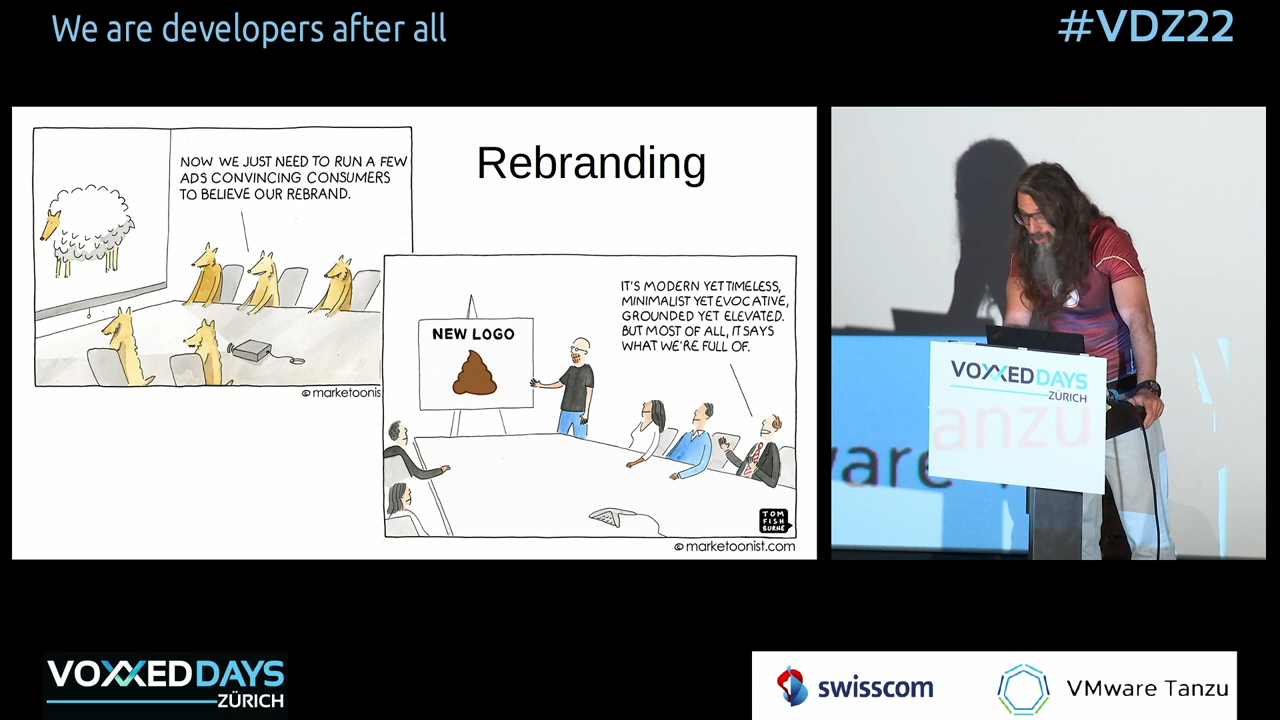 We are developers after all
#VDZ22
Rebranding
NOW WE JUST NEED TO RUN A FEW
ADS CONVINCING CONSUMERS
TO BELIEVE OUR REBRAND.
© marketoonis
IT'S MODERN YET TIMELESS,
MINIMALIST YET EVOCATIVE,
GROUNDED YET ELEVATED.
BUT MOST OF ALL, IT SAYS
WHAT WE'RE FULL OF.
NEW LOGO
TOM
FISH
BURNE
© marketoonist.com
VOXXED DAYS
ZÜRICH
anzu
ware
VOXXED DAYS
ZÜRICH
swisscom
VMware Tanzu